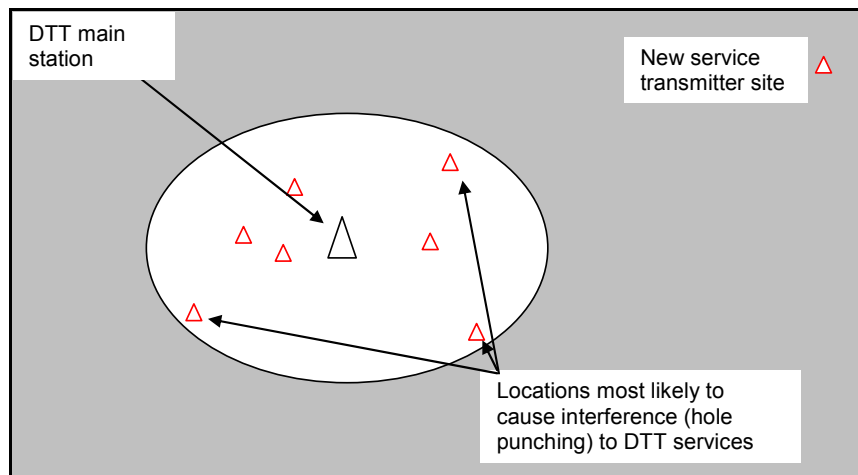 DTT main
station
New service
transmitter site
Locations most likely to
cause interference (hole
punching) to DTT services